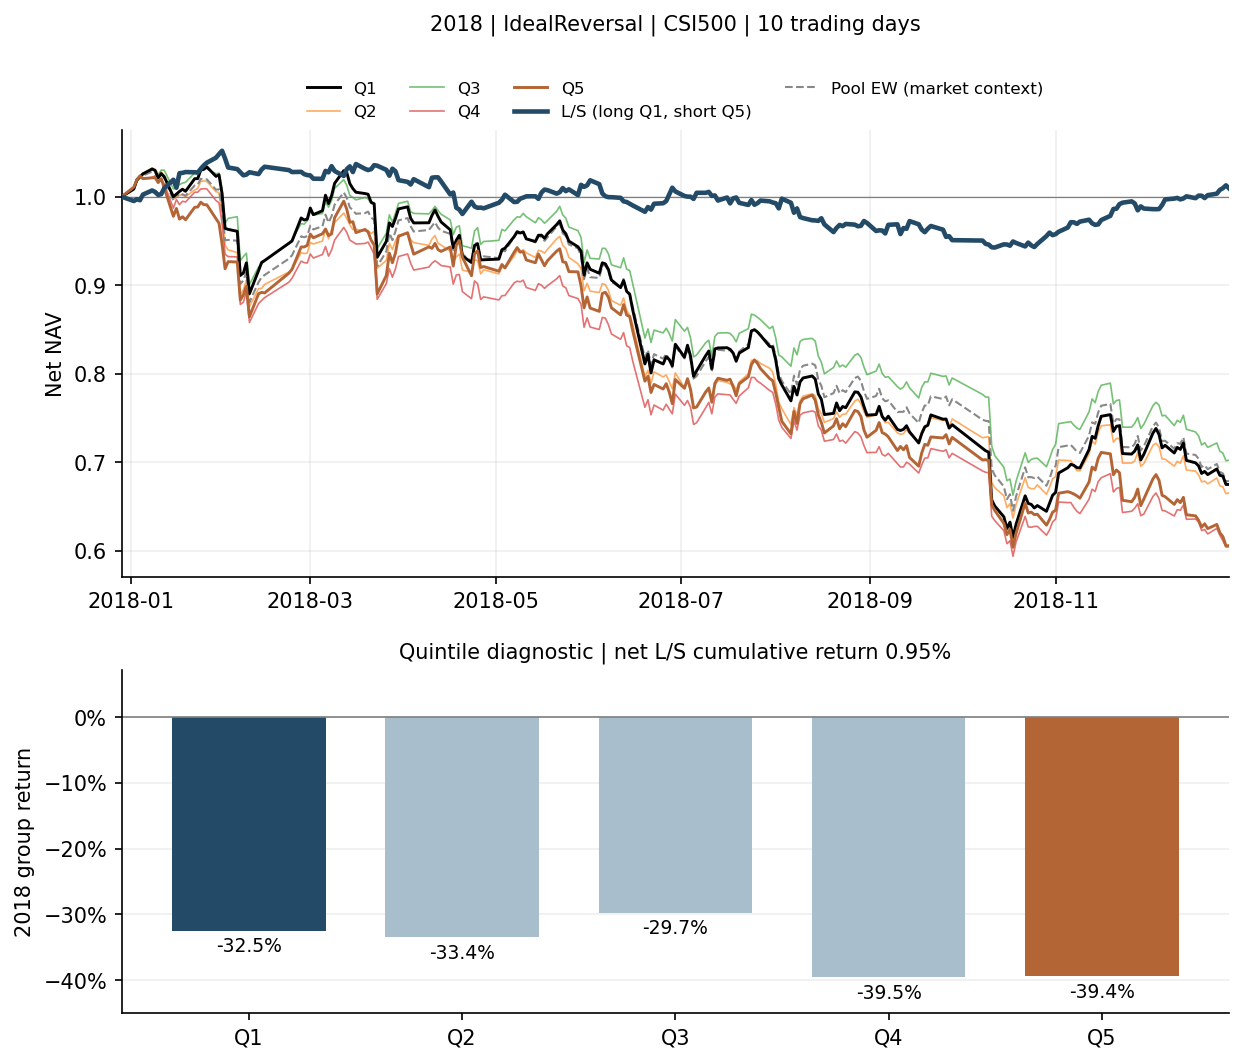 2018 | IdealReversal | CSI500 | 10 trading days
Q1 Q3 Q5 Pool EW (market context)
Q2 Q4 L/S (long Q1, short Q5)
Net NAV
1.0
0.9
0.8
0.7
0.6
2018-01 2018-03 2018-05 2018-07 2018-09 2018-11
Quintile diagnostic | net L/S cumulative return 0.95%
2018 group return
0%
−10%
−20%
−30%
−40%
-32.5%
-33.4%
-29.7%
-39.5%
-39.4%
Q1 Q2 Q3 Q4 Q5